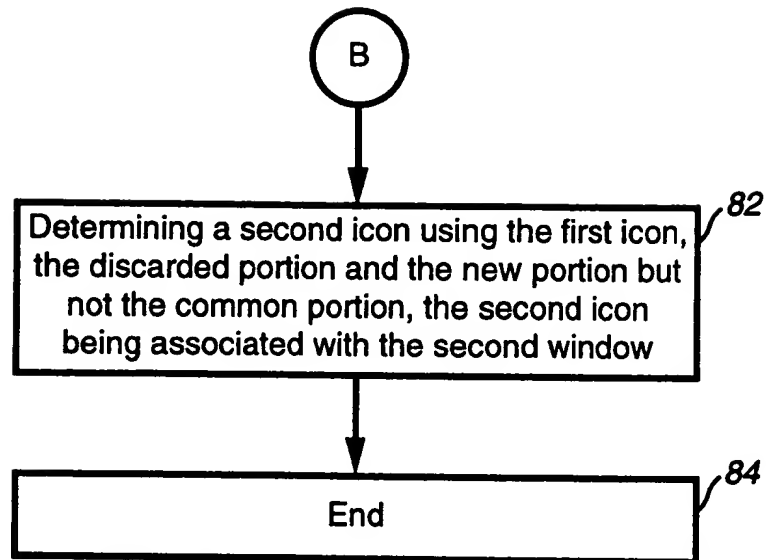 B
82
Determining a second icon using the first icon,
the discarded portion and the new portion but
not the common portion, the second icon
being associated with the second window
84
End